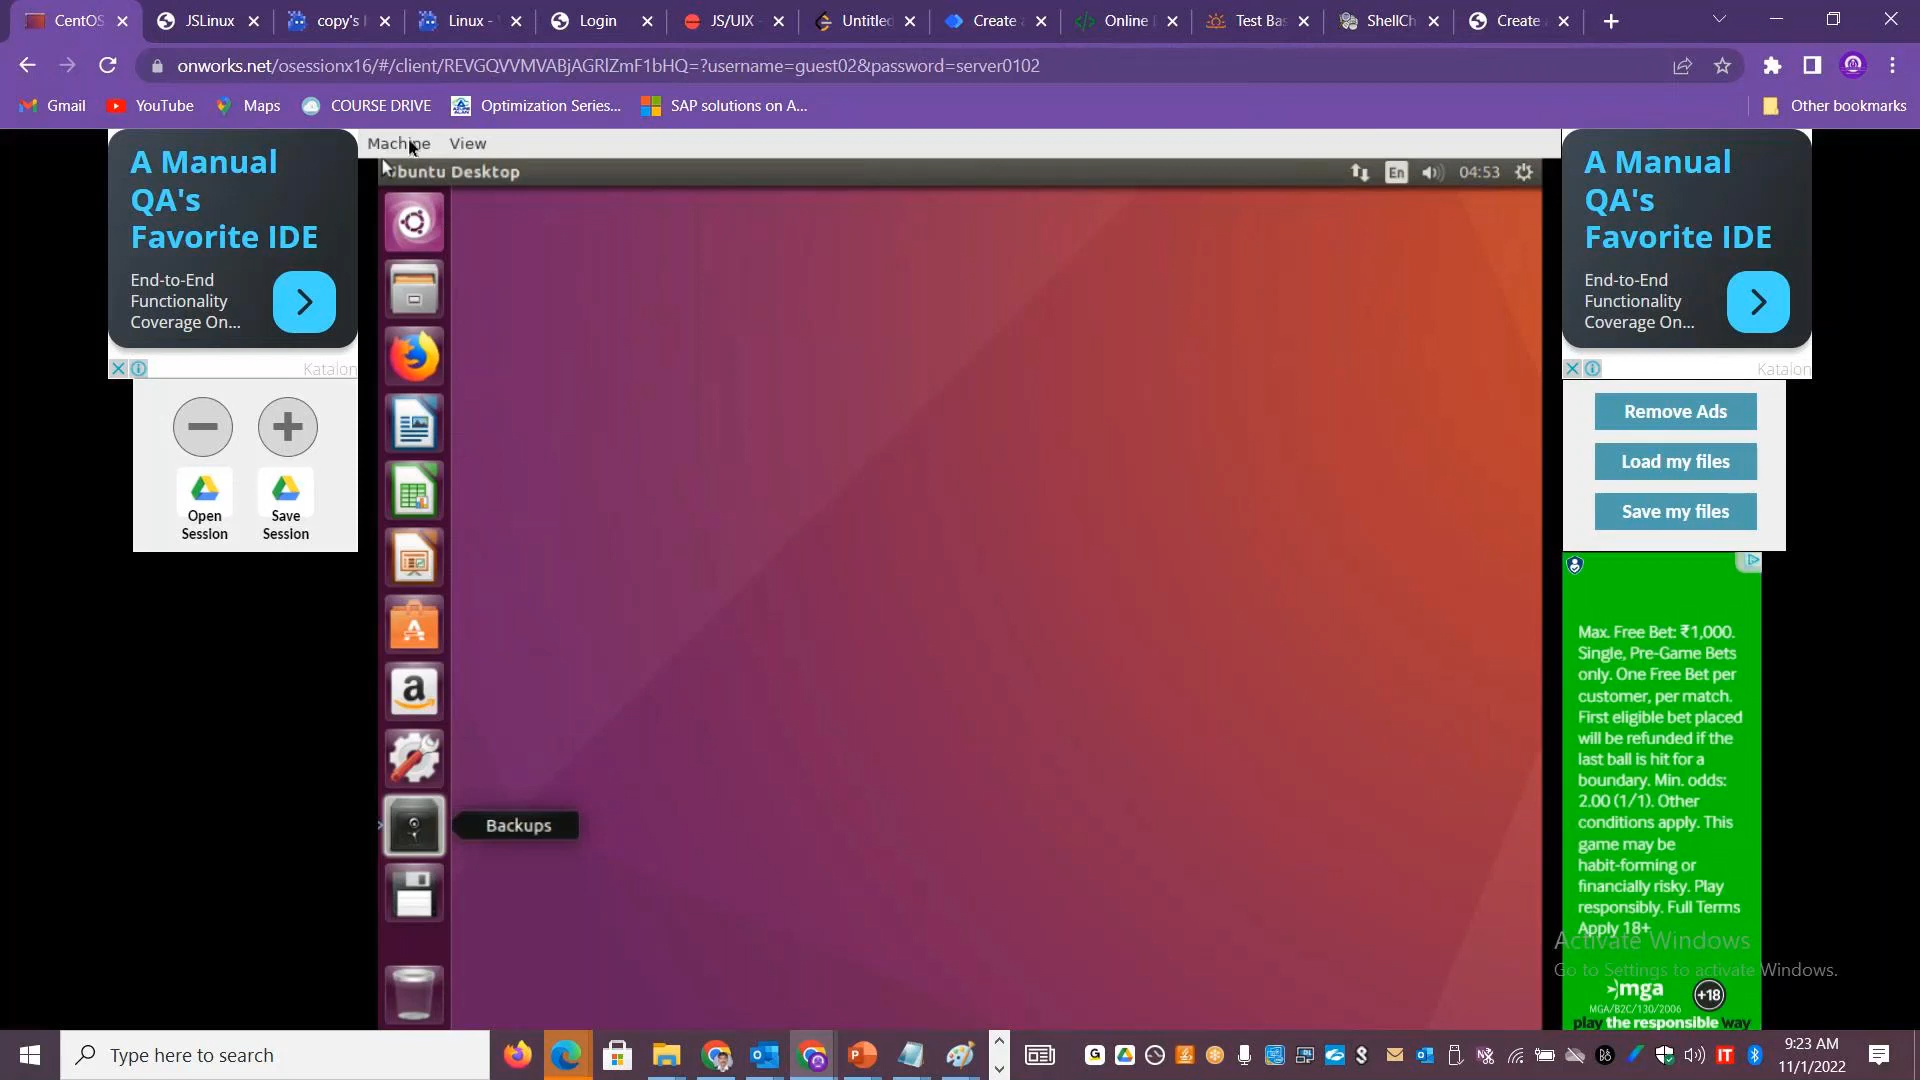 CentOS
JSLinux
copy's
Linux -
Login
JS/UIX
Untitled
Create
Online
Test Bas
ShellCh
Create
onworks.net/osessionx16/#/client/REVGQVVMVABjAGRlZmF1bHQ=?username=guest02&password=server0102
Gmail YouTube Maps COURSE DRIVE Optimization Series... SAP solutions on A... Other bookmarks
Machine View
buntu Desktop
En
04:53
A Manual
QA's
Favorite IDE
End-to-End
Functionality
Coverage On...
Katalon
Open
Session
Save
Session
Backups
A Manual
QA's
Favorite IDE
End-to-End
Functionality
Coverage On...
Katalon
Remove Ads
Load my files
Save my files
Max. Free Bet: ₹1,000.
Single, Pre-Game Bets
only. One Free Bet per
customer, per match.
First eligible bet placed
will be refunded if the
last ball is hit for a
boundary. Min. odds:
2.00 (1/1). Other
conditions apply. This
game may be
habit-forming or
financially risky. Play
responsibly. Full Terms
Apply 18+
Activate Windows
Go to Settings to activate Windows.
mga
+18
MGA/B2C/130/2006
play the responsible way
Type here to search
9:23 AM
11/1/2022